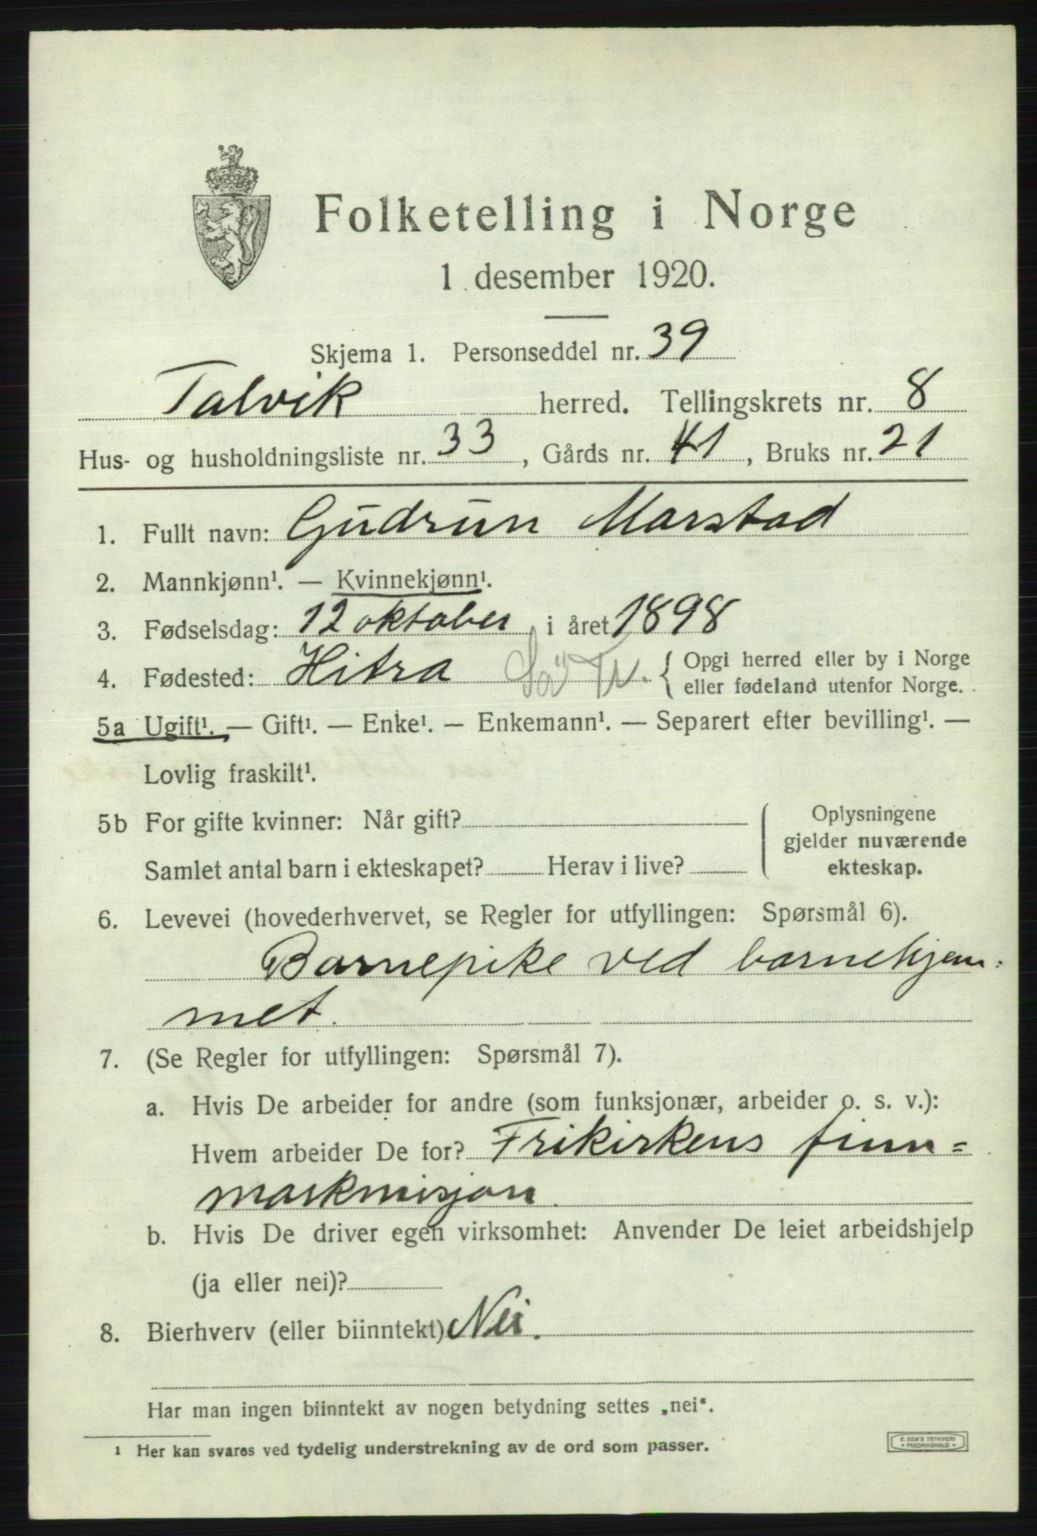 Folketelling i Norge
1 desember 1920.
Skjema 1. Personseddel nr. 39
Talvik herred. Tellingskrets nr. 8
Hus- og husholdningsliste nr. 33, Gårds nr. 41, Bruks nr. 21
1. Fullt navn: Gudrun Marstad
2. Mannkjønn¹. — Kvinnekjønn¹.
3. Fødselsdag: 12 oktober i året 1898
4. Fødested: Hitra Sö Tr. { Opgi herred eller by i Norge
eller fødeland utenfor Norge.
5a Ugift¹. — Gift¹. — Enke¹. — Enkemann¹. — Separert efter bevilling¹. —
Lovlig fraskilt¹.
5b For gifte kvinner: Når gift?
Samlet antal barn i ekteskapet? Herav i live?
Oplysningene
gjelder nuværende
ekteskap.
6. Levevei (hovederhvervet, se Regler for utfyllingen: Spørsmål 6).
Barnepike ved barnehjem-
met.
7. (Se Regler for utfyllingen: Spørsmål 7).
a. Hvis De arbeider for andre (som funksjonær, arbeider o. s. v.):
Hvem arbeider De for? Frikirkens finn=
markmisjon.
b. Hvis De driver egen virksomhet: Anvender De leiet arbeidshjelp
(ja eller nei)?
8. Bierhverv (eller biinntekt) Nei.
Har man ingen biinntekt av nogen betydning settes „nei“.
¹ Her kan svares ved tydelig understrekning av de ord som passer.
E. SEM'S TRYKKERI
FREDRIKSHALD